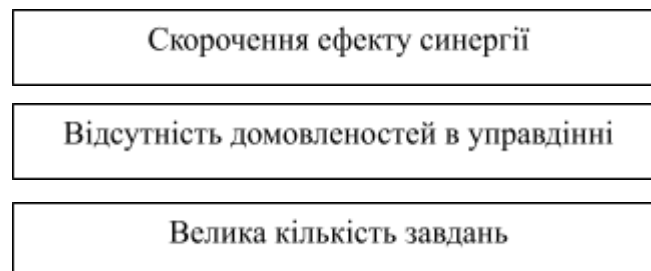 Скорочення ефекту синергії
Відсутність домовленостей в управдінні
Велика кількість завдань